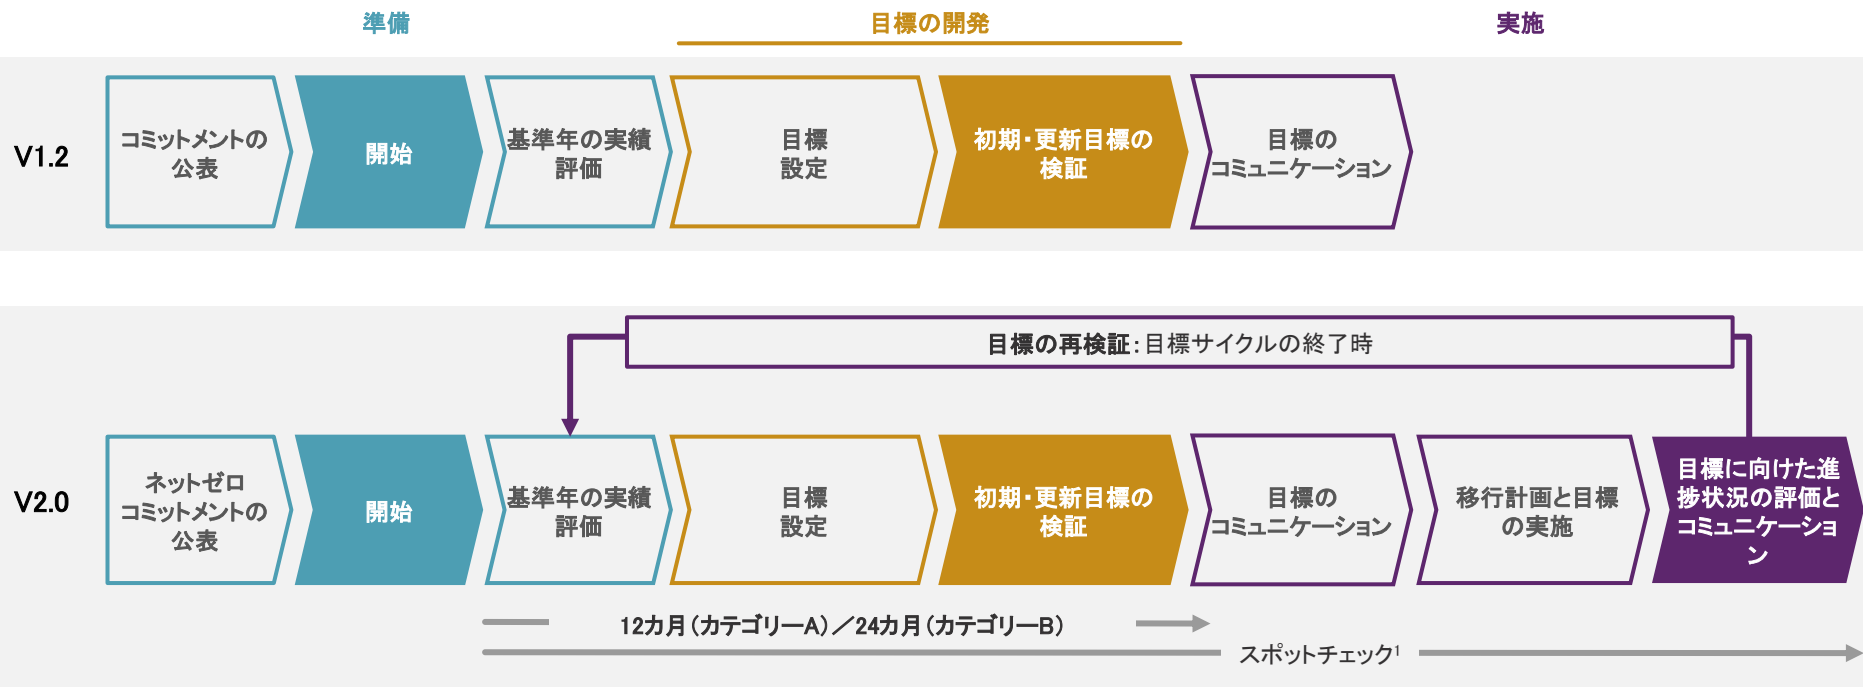 準備
目標の開発
実施
V1.2
コミットメントの
公表
開始
基準年の実績
評価
目標
設定
初期・更新目標の
検証
目標の
コミュニケーション
目標の再検証：目標サイクルの終了時
V2.0
ネットゼロ
コミットメントの
公表
開始
基準年の実績
評価
目標
設定
初期・更新目標の
検証
目標の
コミュニケーション
移行計画と目標
の実施
目標に向けた進
捗状況の評価と
コミュニケーショ
ン
12カ月（カテゴリーA）／24カ月（カテゴリーB）
スポットチェック¹